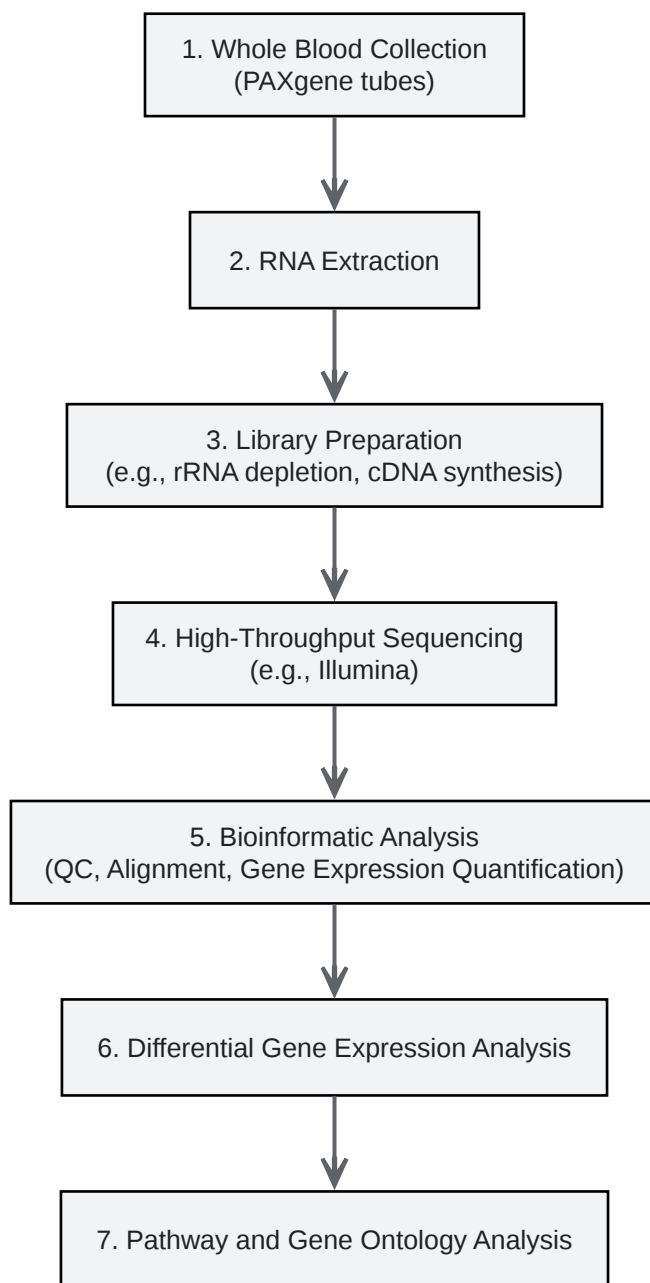 1. Whole Blood Collection
(PAXgene tubes)
2. RNA Extraction
3. Library Preparation
(e.g., rRNA depletion, cDNA synthesis)
4. High-Throughput Sequencing
(e.g., Illumina)
5. Bioinformatic Analysis
(QC, Alignment, Gene Expression Quantification)
6. Differential Gene Expression Analysis
7. Pathway and Gene Ontology Analysis